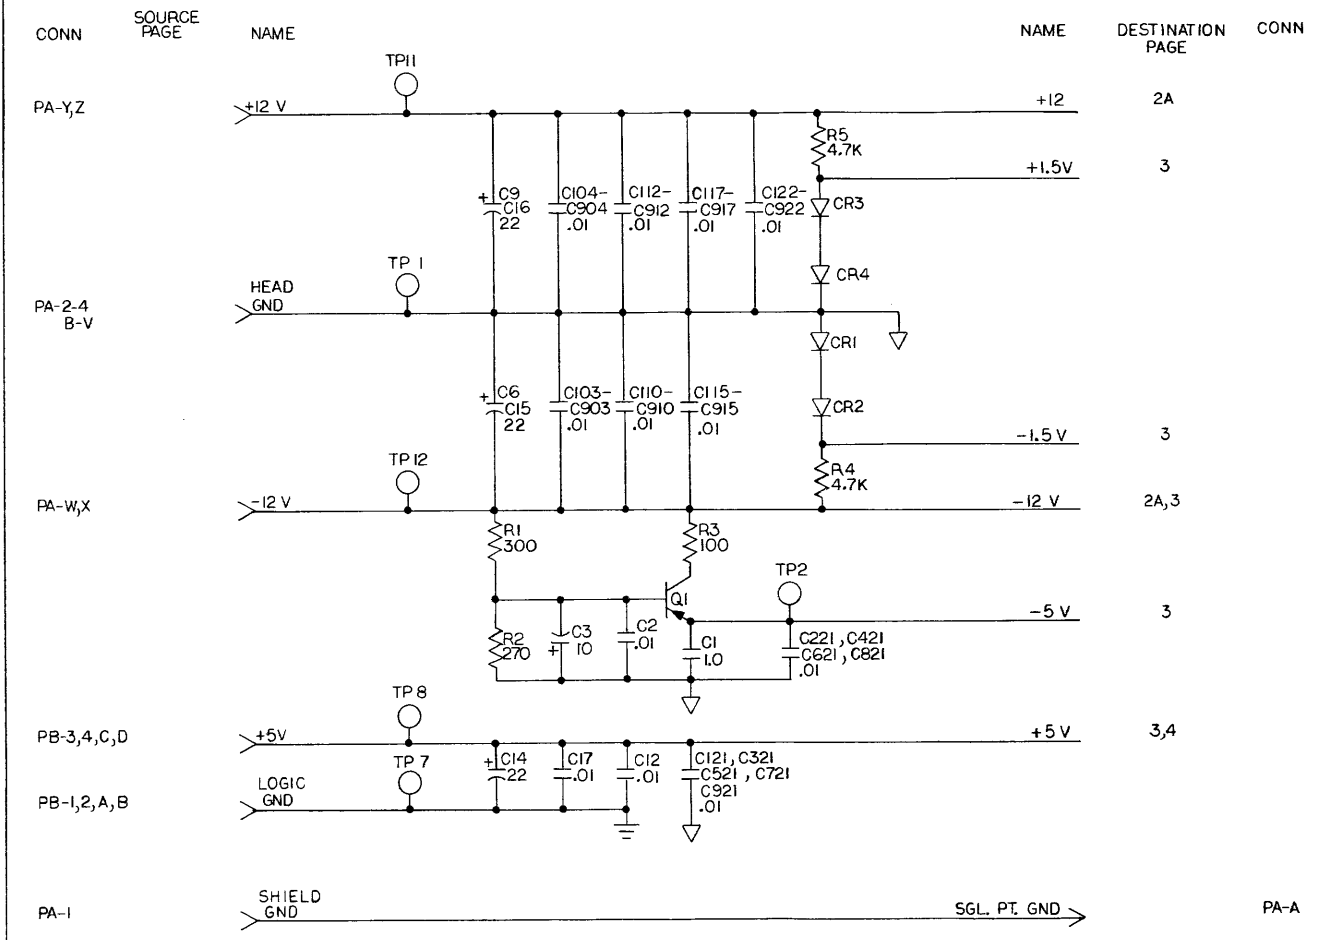 CONN
SOURCE
PAGE
NAME
NAME
DESTINATION
PAGE
CONN
TP11
PA-Y,Z
+12 V
+12
2A
R5
4.7K
+1.5V
3
C9
C16
+
22
C104-
C904
.01
C112-
C912
.01
C117-
C917
.01
C122-
C922
.01
CR3
CR4
TP 1
PA-2-4
B-V
HEAD
GND
CR1
C6
C15
+
22
C103-
C903
.01
C110-
C910
.01
C115-
C915
.01
CR2
-1.5 V
3
TP 12
R4
4.7K
PA-W,X
-12 V
-12 V
2A,3
R1
300
R3
100
TP2
Q1
-5 V
3
R2
270
C3
+ 10
C2
.01
C1
1.0
C221, C421
C621, C821
.01
TP 8
PB-3,4,C,D
+5V
+5 V
3,4
TP 7
+
C14
22
C17
.01
C12
.01
C121, C321
C521, C721
C921
.01
PB-1,2,A,B
LOGIC
GND
PA-1
SHIELD
GND
SGL. PT. GND
PA-A